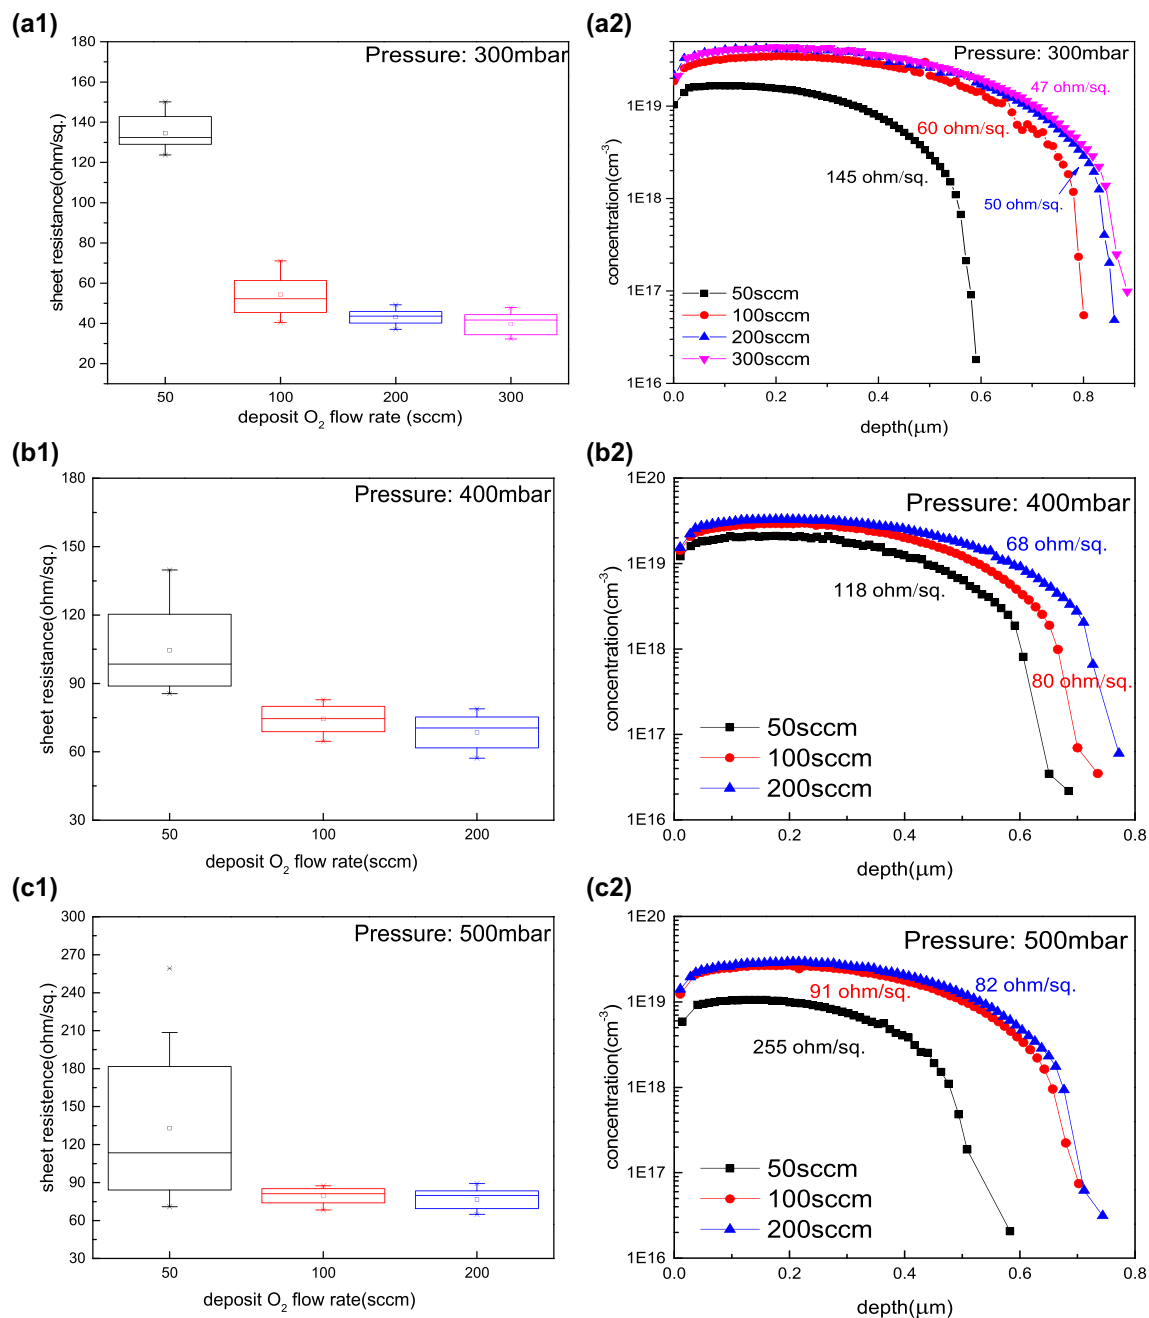 (a1)
180
160
140
120
100
80
60
40
20
sheet resistance(ohm/sq.)
Pressure: 300mbar
50
100
200
300
deposit O₂ flow rate (sccm)
(a2)
1E19
1E18
1E17
1E16
concentration(cm⁻³)
Pressure: 300mbar
47 ohm/sq.
60 ohm/sq.
145 ohm/sq.
50 ohm/sq.
50sccm
100sccm
200sccm
300sccm
0.0
0.2
0.4
0.6
0.8
depth(μm)
(b1)
180
150
120
90
60
30
sheet resistance(ohm/sq.)
Pressure: 400mbar
50
100
200
deposit O₂ flow rate(sccm)
(b2)
1E20
1E19
1E18
1E17
1E16
concentration(cm⁻³)
Pressure: 400mbar
68 ohm/sq.
118 ohm/sq.
80 ohm/sq.
50sccm
100sccm
200sccm
0.0
0.2
0.4
0.6
0.8
depth(μm)
(c1)
300
270
240
210
180
150
120
90
60
30
sheet resistence(ohm/sq.)
Pressure: 500mbar
50
100
200
deposit O₂ flow rate(sccm)
(c2)
1E20
1E19
1E18
1E17
1E16
concentration(cm⁻³)
Pressure: 500mbar
91 ohm/sq.
82 ohm/sq.
255 ohm/sq.
50sccm
100sccm
200sccm
0.0
0.2
0.4
0.6
0.8
depth(μm)